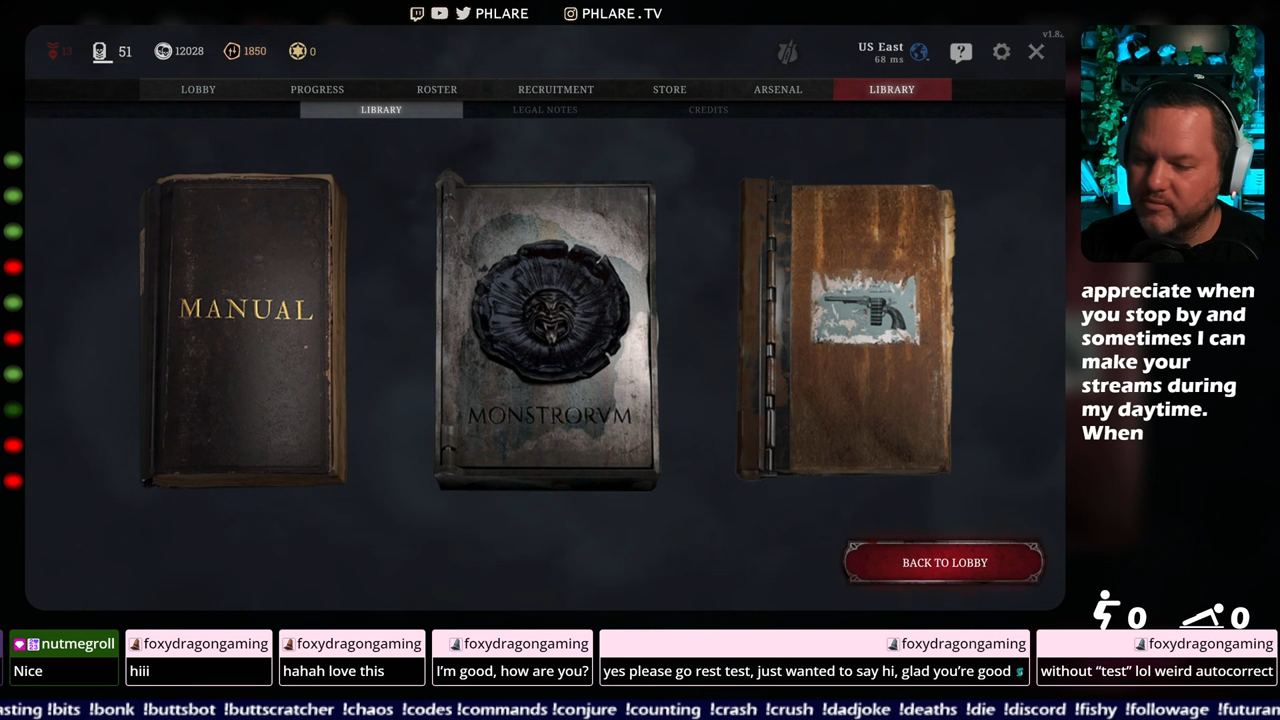 PHLARE PHLARE.TV
v1.8
13 51 12028 1850 0 US East
68 ms
LOBBY PROGRESS ROSTER RECRUITMENT STORE ARSENAL LIBRARY
LIBRARY LEGAL NOTES CREDITS
MANUAL
MONSTRORVM
BACK TO LOBBY
appreciate when
you stop by and
sometimes I can
make your
streams during
my daytime.
When
0 0
nutmegroll foxydragongaming foxydragongaming foxydragongaming foxydragongaming foxydragongaming
Nice hiii hahah love this I'm good, how are you? yes please go rest test, just wanted to say hi, glad you're good without “test” lol weird autocorrect
asting !bits !bonk !buttsbot !buttscratcher !chaos !codes !commands !conjure !counting !crash !crush !dadjoke !deaths !die !discord !fishy !followage !futuram